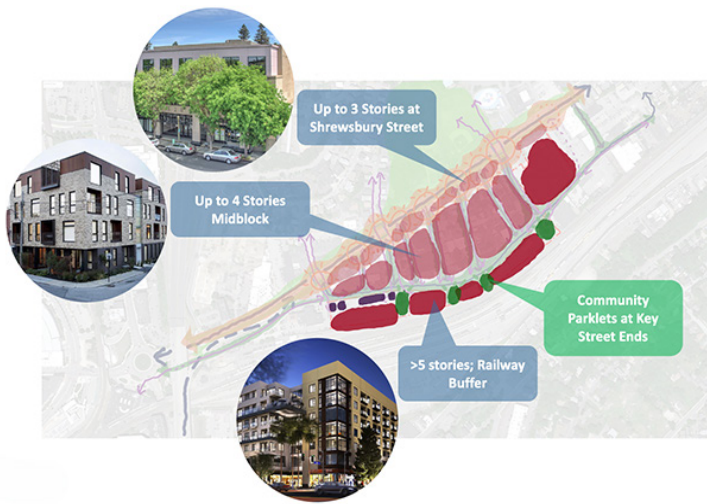 Up to 3 Stories at
Shrewsbury Street
Up to 4 Stories
Midblock
Community
Parklets at Key
Street Ends
>5 stories; Railway
Buffer